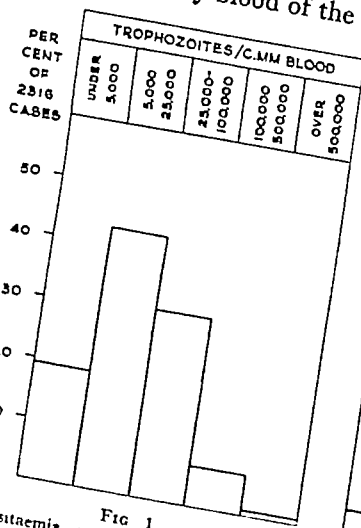 blood of the
PER
CENT
OF
2316
CASES
TROPHOZOITES/C.MM BLOOD
UNDER
5,000
5,000
25,000
25,000-
100,000
100,000
500,000
OVER
500,000
50
40
30
FIG 1